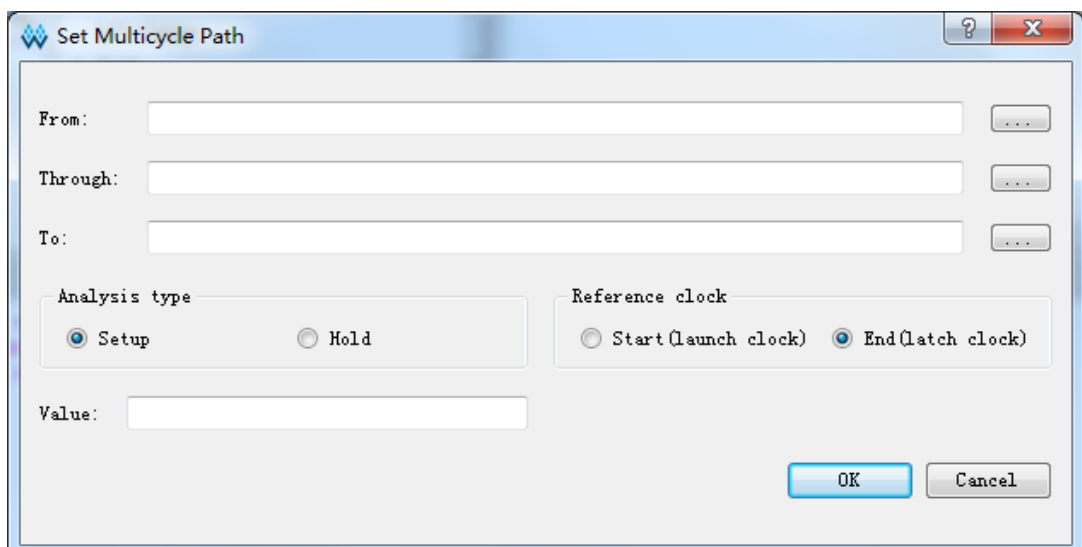 Set Multicycle Path
From: ...
Through: ...
To: ...
Analysis type Reference clock
Setup Hold Start(launch clock) End(latch clock)
Value:
OK Cancel